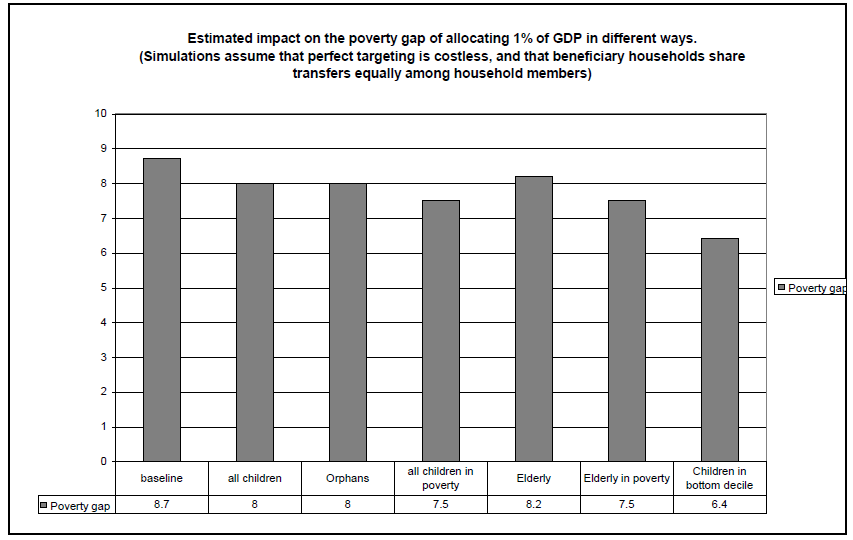 Estimated impact on the poverty gap of allocating 1% of GDP in different ways.
(Simulations assume that perfect targeting is costless, and that beneficiary households share
transfers equally among household members)
10
9
8
7
6
5
4
3
2
1
0
Poverty gap
baseline
all children
Orphans
all children in
poverty
Elderly
Elderly in poverty
Children in
bottom decile
Poverty gap 8.7 8 8 7.5 8.2 7.5 6.4